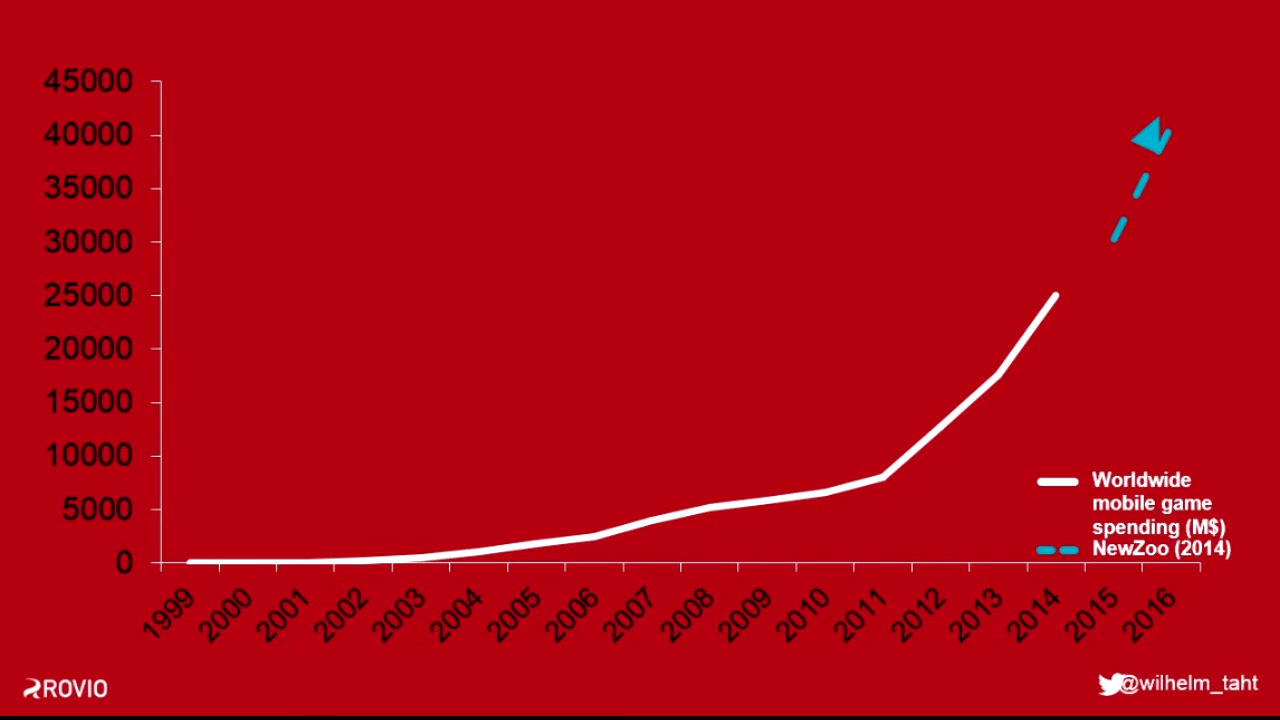 45000
40000
35000
30000
25000
20000
15000
10000
5000
0
1999 2000 2001 2002 2003 2004 2005 2006 2007 2008 2009 2010 2011 2012 2013 2014 2015 2016
Worldwide
mobile game
spending (M$)
NewZoo (2014)
ROVIO
@wilhelm_taht